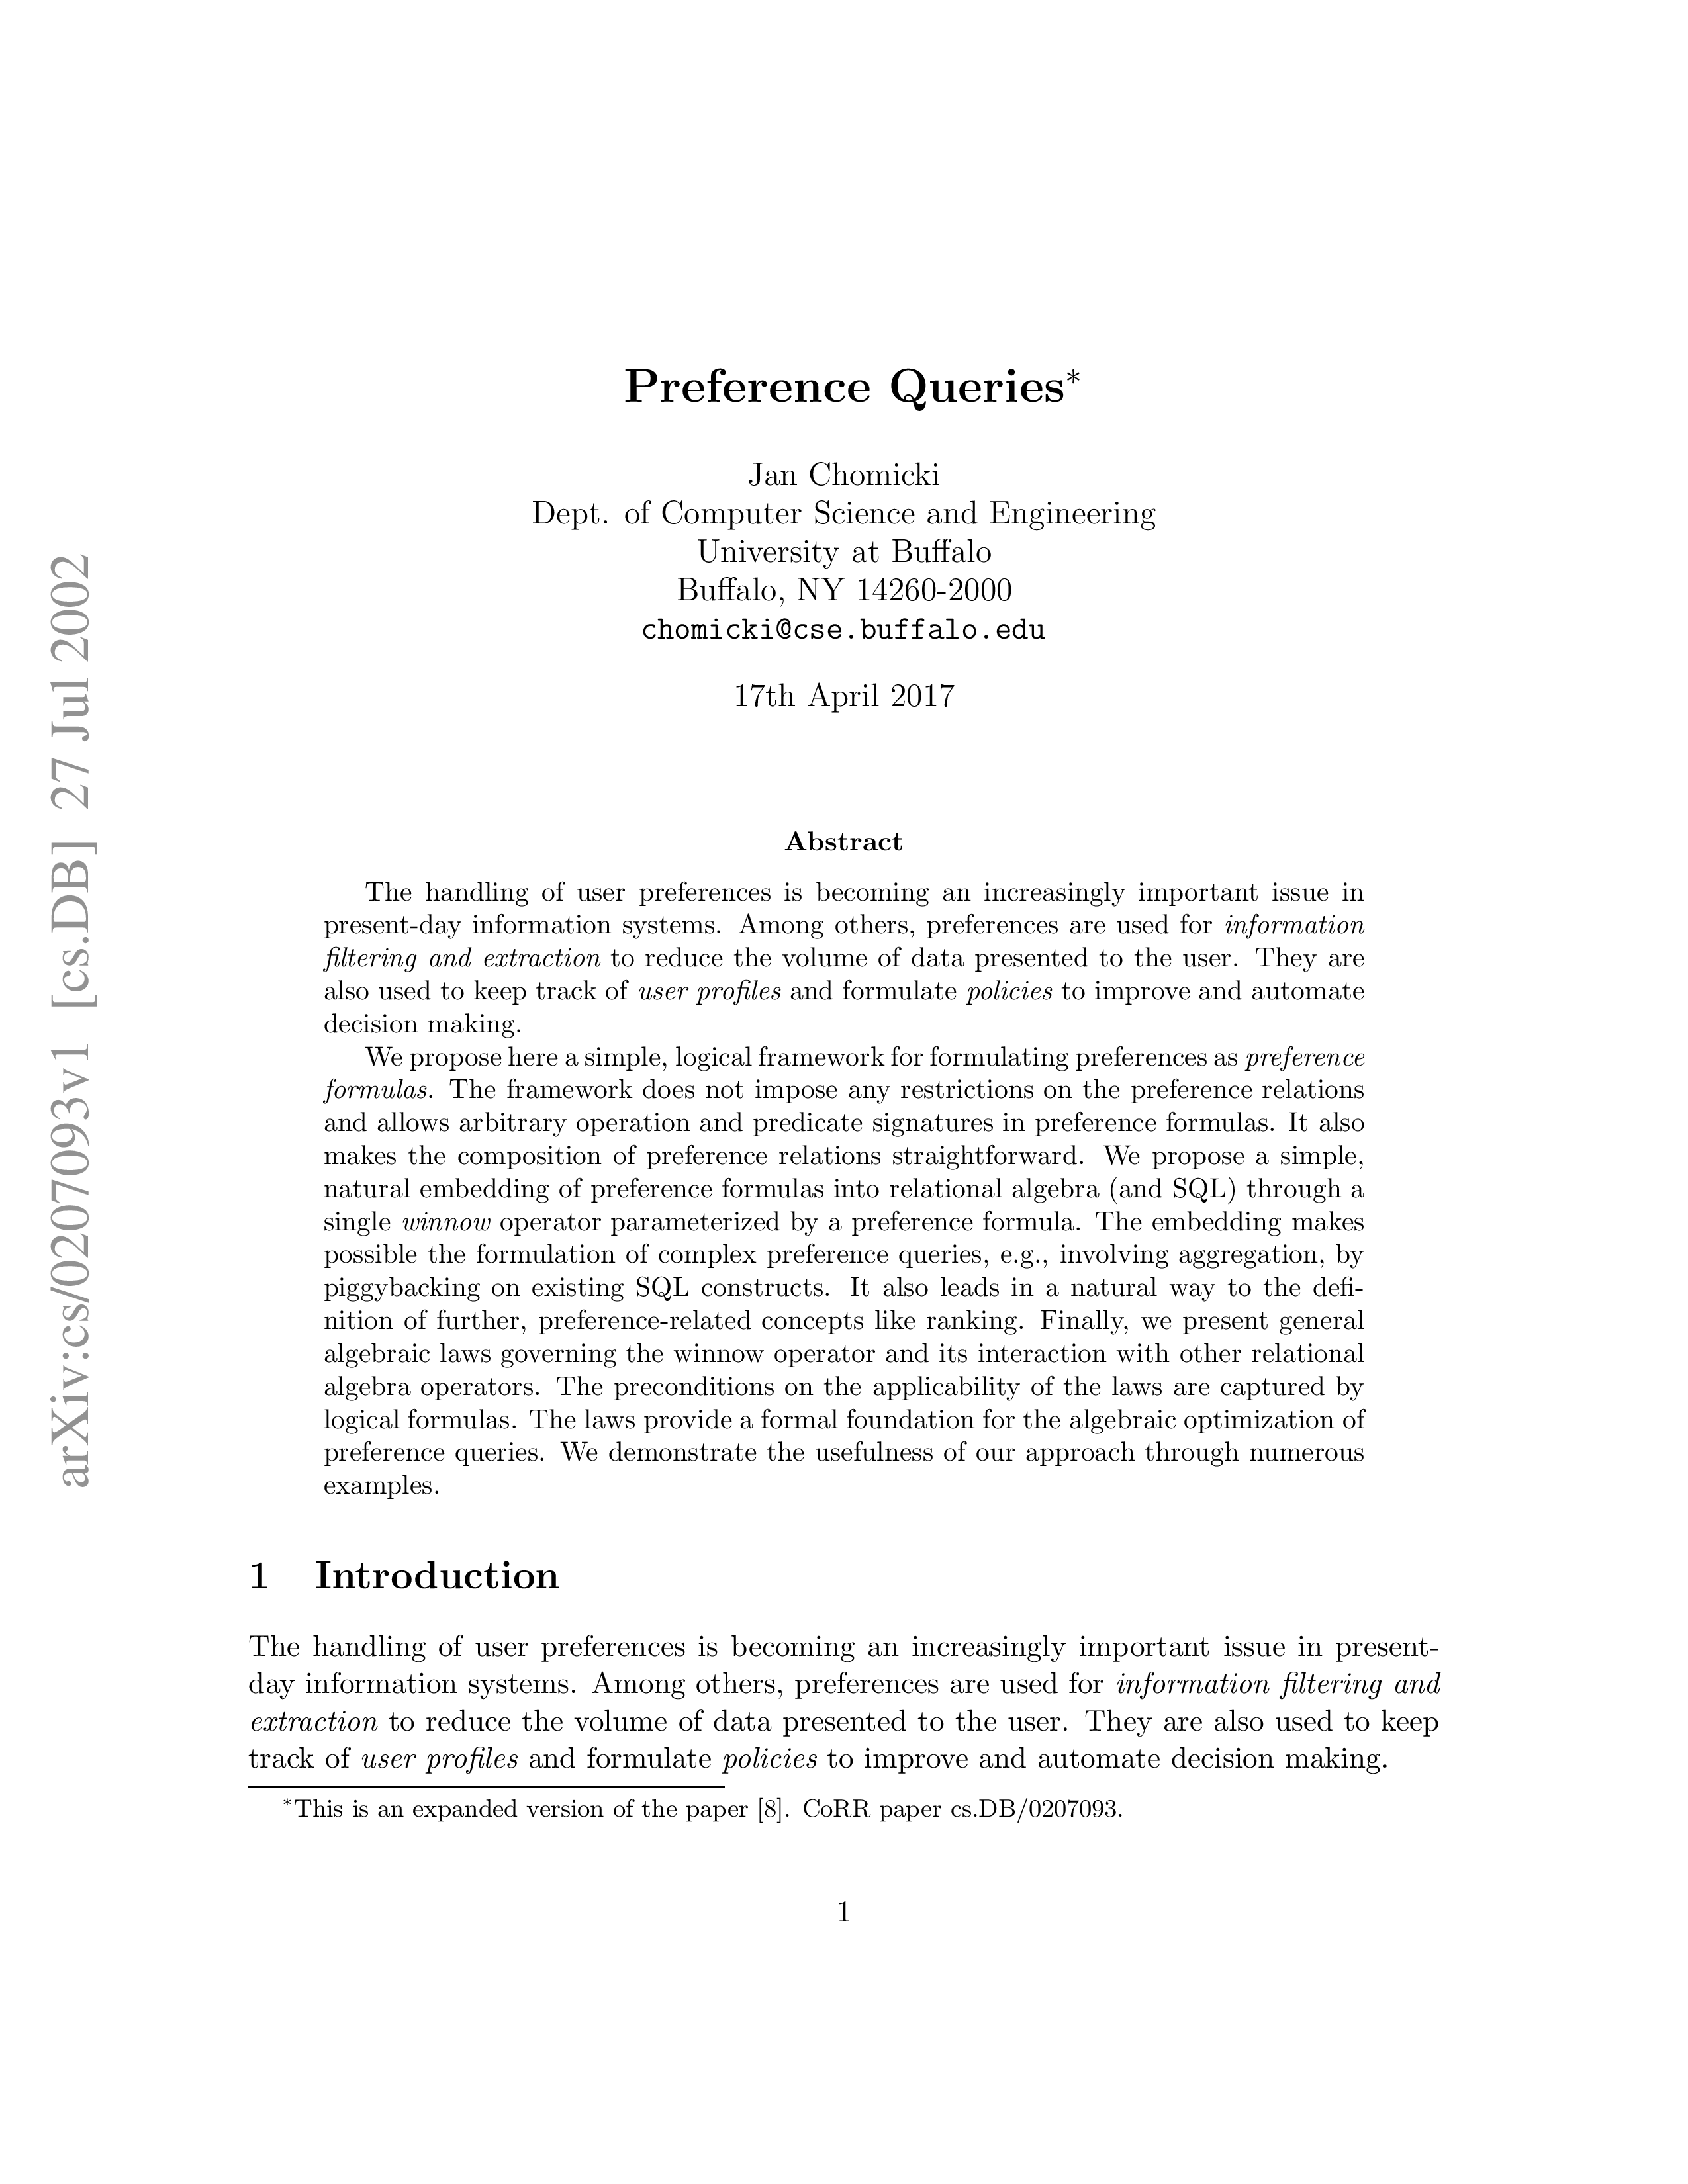 Preference Queries*
Jan Chomicki
Dept. of Computer Science and Engineering
University at Buffalo
Buffalo, NY 14260-2000
chomicki@cse.buffalo.edu
17th April 2017
Abstract
The handling of user preferences is becoming an increasingly important issue in
present-day information systems. Among others, preferences are used for information
filtering and extraction to reduce the volume of data presented to the user. They are
also used to keep track of user profiles and formulate policies to improve and automate
decision making.
We propose here a simple, logical framework for formulating preferences as preference
formulas. The framework does not impose any restrictions on the preference relations
and allows arbitrary operation and predicate signatures in preference formulas. It also
makes the composition of preference relations straightforward. We propose a simple,
natural embedding of preference formulas into relational algebra (and SQL) through a
single winnow operator parameterized by a preference formula. The embedding makes
possible the formulation of complex preference queries, e.g., involving aggregation, by
piggybacking on existing SQL constructs. It also leads in a natural way to the defi-
nition of further, preference-related concepts like ranking. Finally, we present general
algebraic laws governing the winnow operator and its interaction with other relational
algebra operators. The preconditions on the applicability of the laws are captured by
logical formulas. The laws provide a formal foundation for the algebraic optimization of
preference queries. We demonstrate the usefulness of our approach through numerous
examples.
1 Introduction
The handling of user preferences is becoming an increasingly important issue in present-
day information systems. Among others, preferences are used for information filtering and
extraction to reduce the volume of data presented to the user. They are also used to keep
track of user profiles and formulate policies to improve and automate decision making.
*This is an expanded version of the paper [8]. CoRR paper cs.DB/0207093.
1
arXiv:cs/0207093v1 [cs.DB] 27 Jul 2002